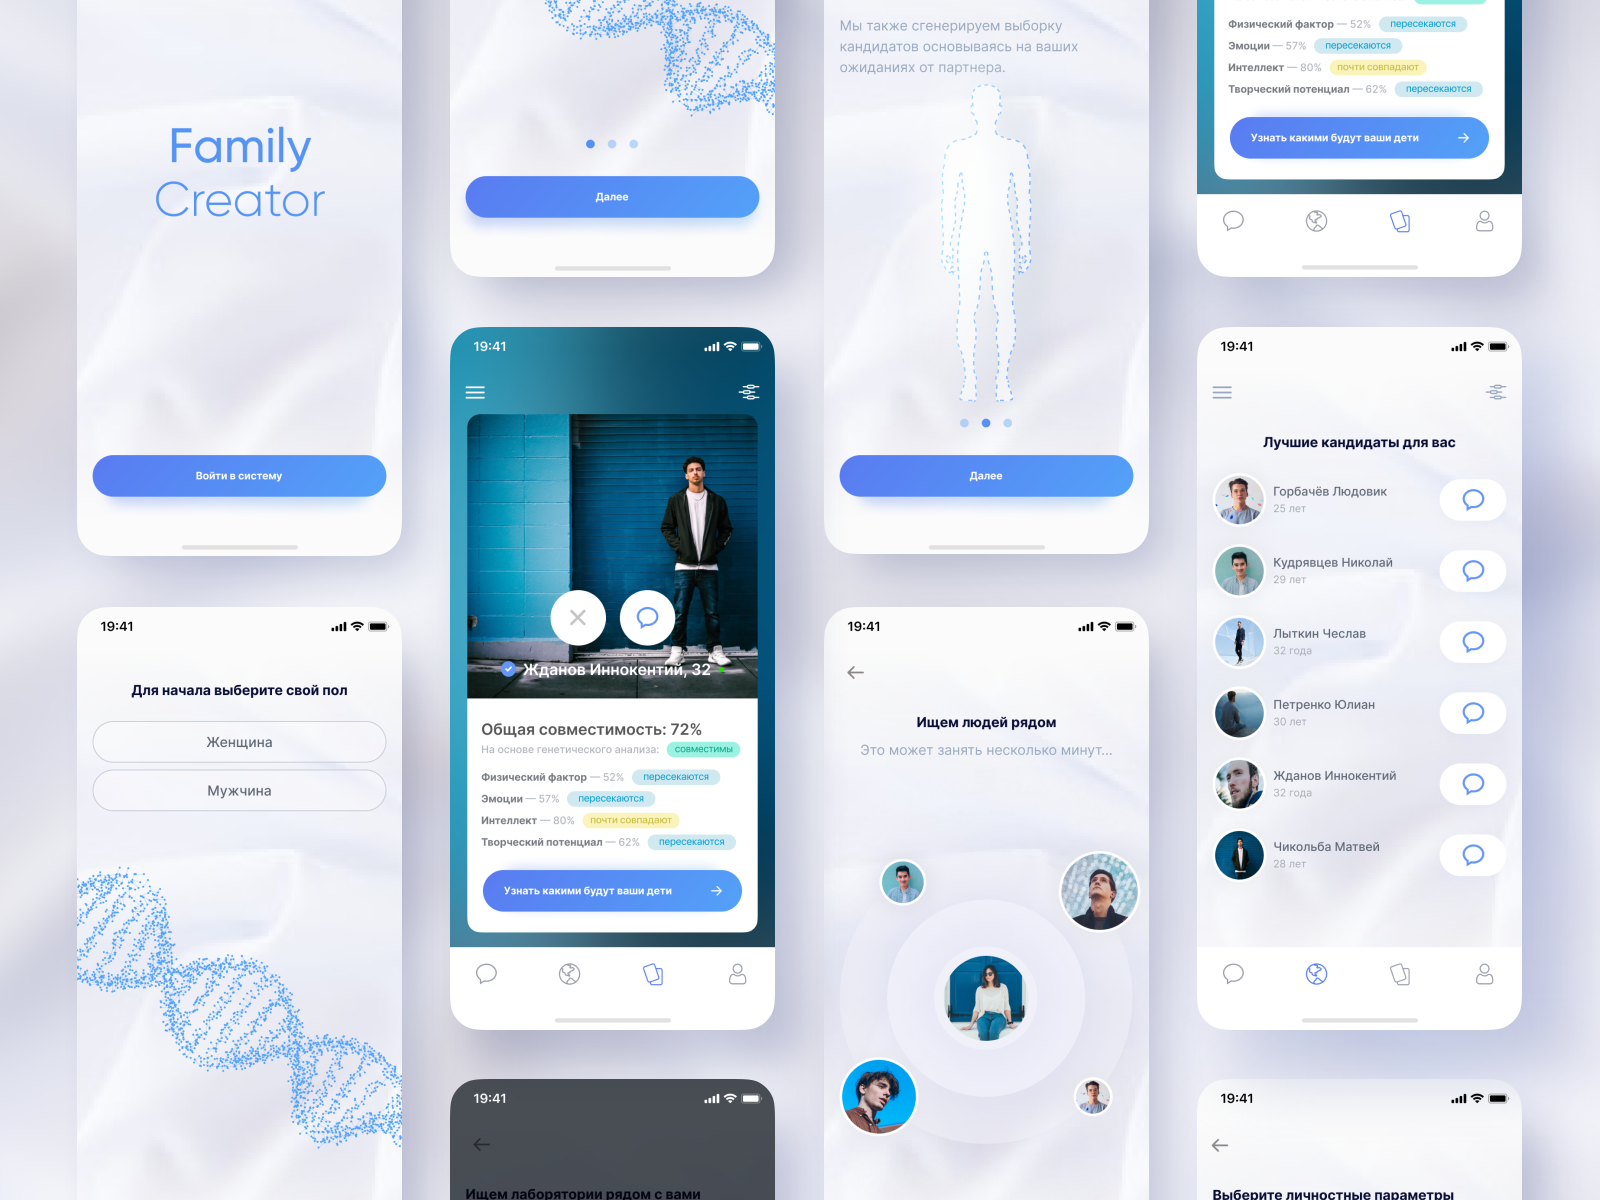 Family
Creator
Войти в систему
19:41
Для начала выберите свой пол
Женщина
Мужчина
Далее
19:41
Жданов Иннокентий, 32
Общая совместимость: 72%
На основе генетического анализа: совместимы
Физический фактор — 52% пересекаются
Эмоции — 57% пересекаются
Интеллект — 80% почти совпадают
Творческий потенциал — 62% пересекаются
Узнать какими будут ваши дети
19:41
Ищем лаборятории рядом с вами
Мы также сгенерируем выборку
кандидатов основываясь на ваших
ожиданиях от партнера.
Далее
19:41
Ищем людей рядом
Это может занять несколько минут...
Физический фактор — 52% пересекаются
Эмоции — 57% пересекаются
Интеллект — 80% почти совпадают
Творческий потенциал — 62% пересекаются
Узнать какими будут ваши дети
19:41
Лучшие кандидаты для вас
Горбачёв Людовик
25 лет
Кудрявцев Николай
29 лет
Лыткин Чеслав
32 года
Петренко Юлиан
30 лет
Жданов Иннокентий
32 года
Чикольба Матвей
28 лет
19:41
Выберите личностные параметры